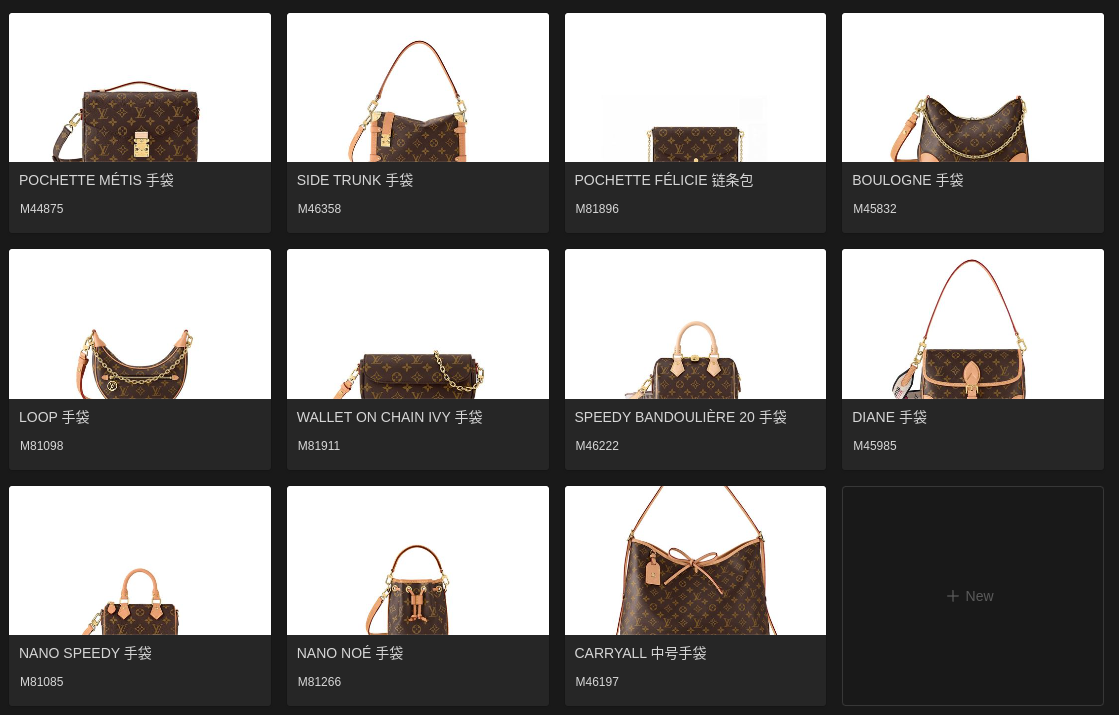 POCHETTE MÉTIS 手袋
M44875
SIDE TRUNK 手袋
M46358
POCHETTE FÉLICIE 链条包
M81896
BOULOGNE 手袋
M45832
LOOP 手袋
M81098
WALLET ON CHAIN IVY 手袋
M81911
SPEEDY BANDOULIÈRE 20 手袋
M46222
DIANE 手袋
M45985
NANO SPEEDY 手袋
M81085
NANO NOÉ 手袋
M81266
CARRYALL 中号手袋
M46197
New